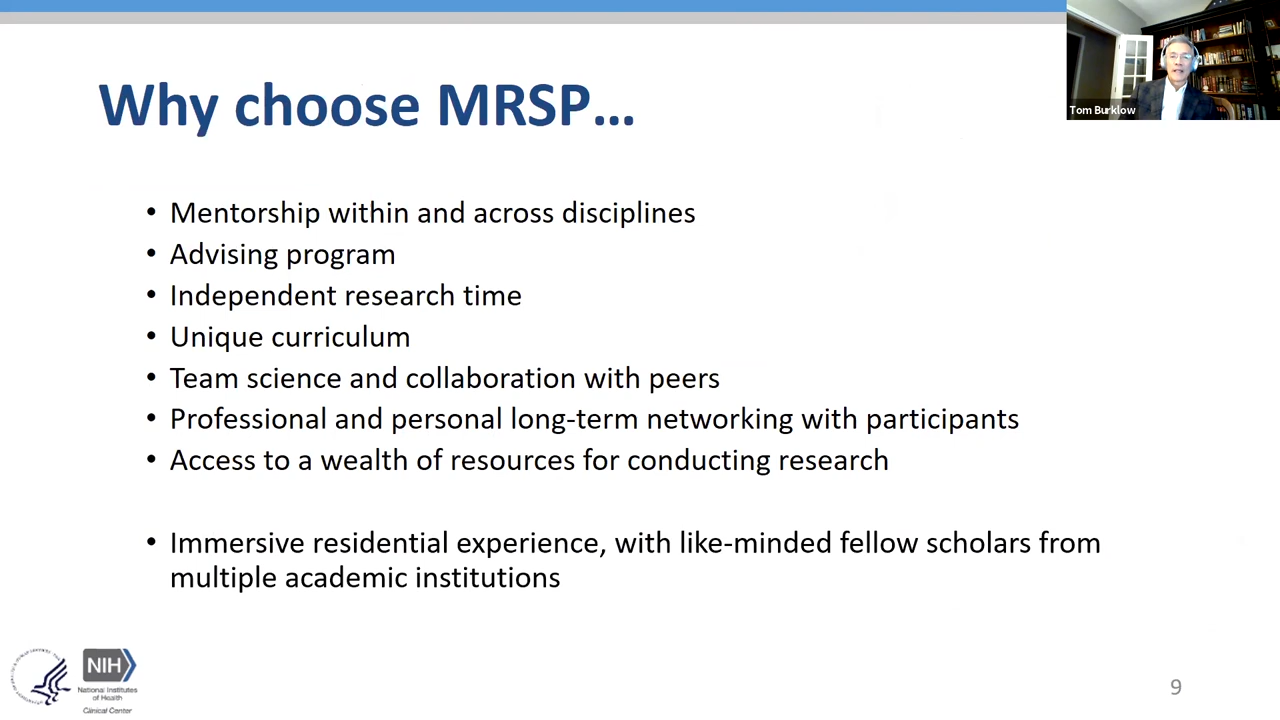 Why choose MRSP...
Tom Burklow
• Mentorship within and across disciplines
• Advising program
• Independent research time
• Unique curriculum
• Team science and collaboration with peers
• Professional and personal long-term networking with participants
• Access to a wealth of resources for conducting research
• Immersive residential experience, with like-minded fellow scholars from
multiple academic institutions
NIH
National Institutes
of Health
Clinical Center
9